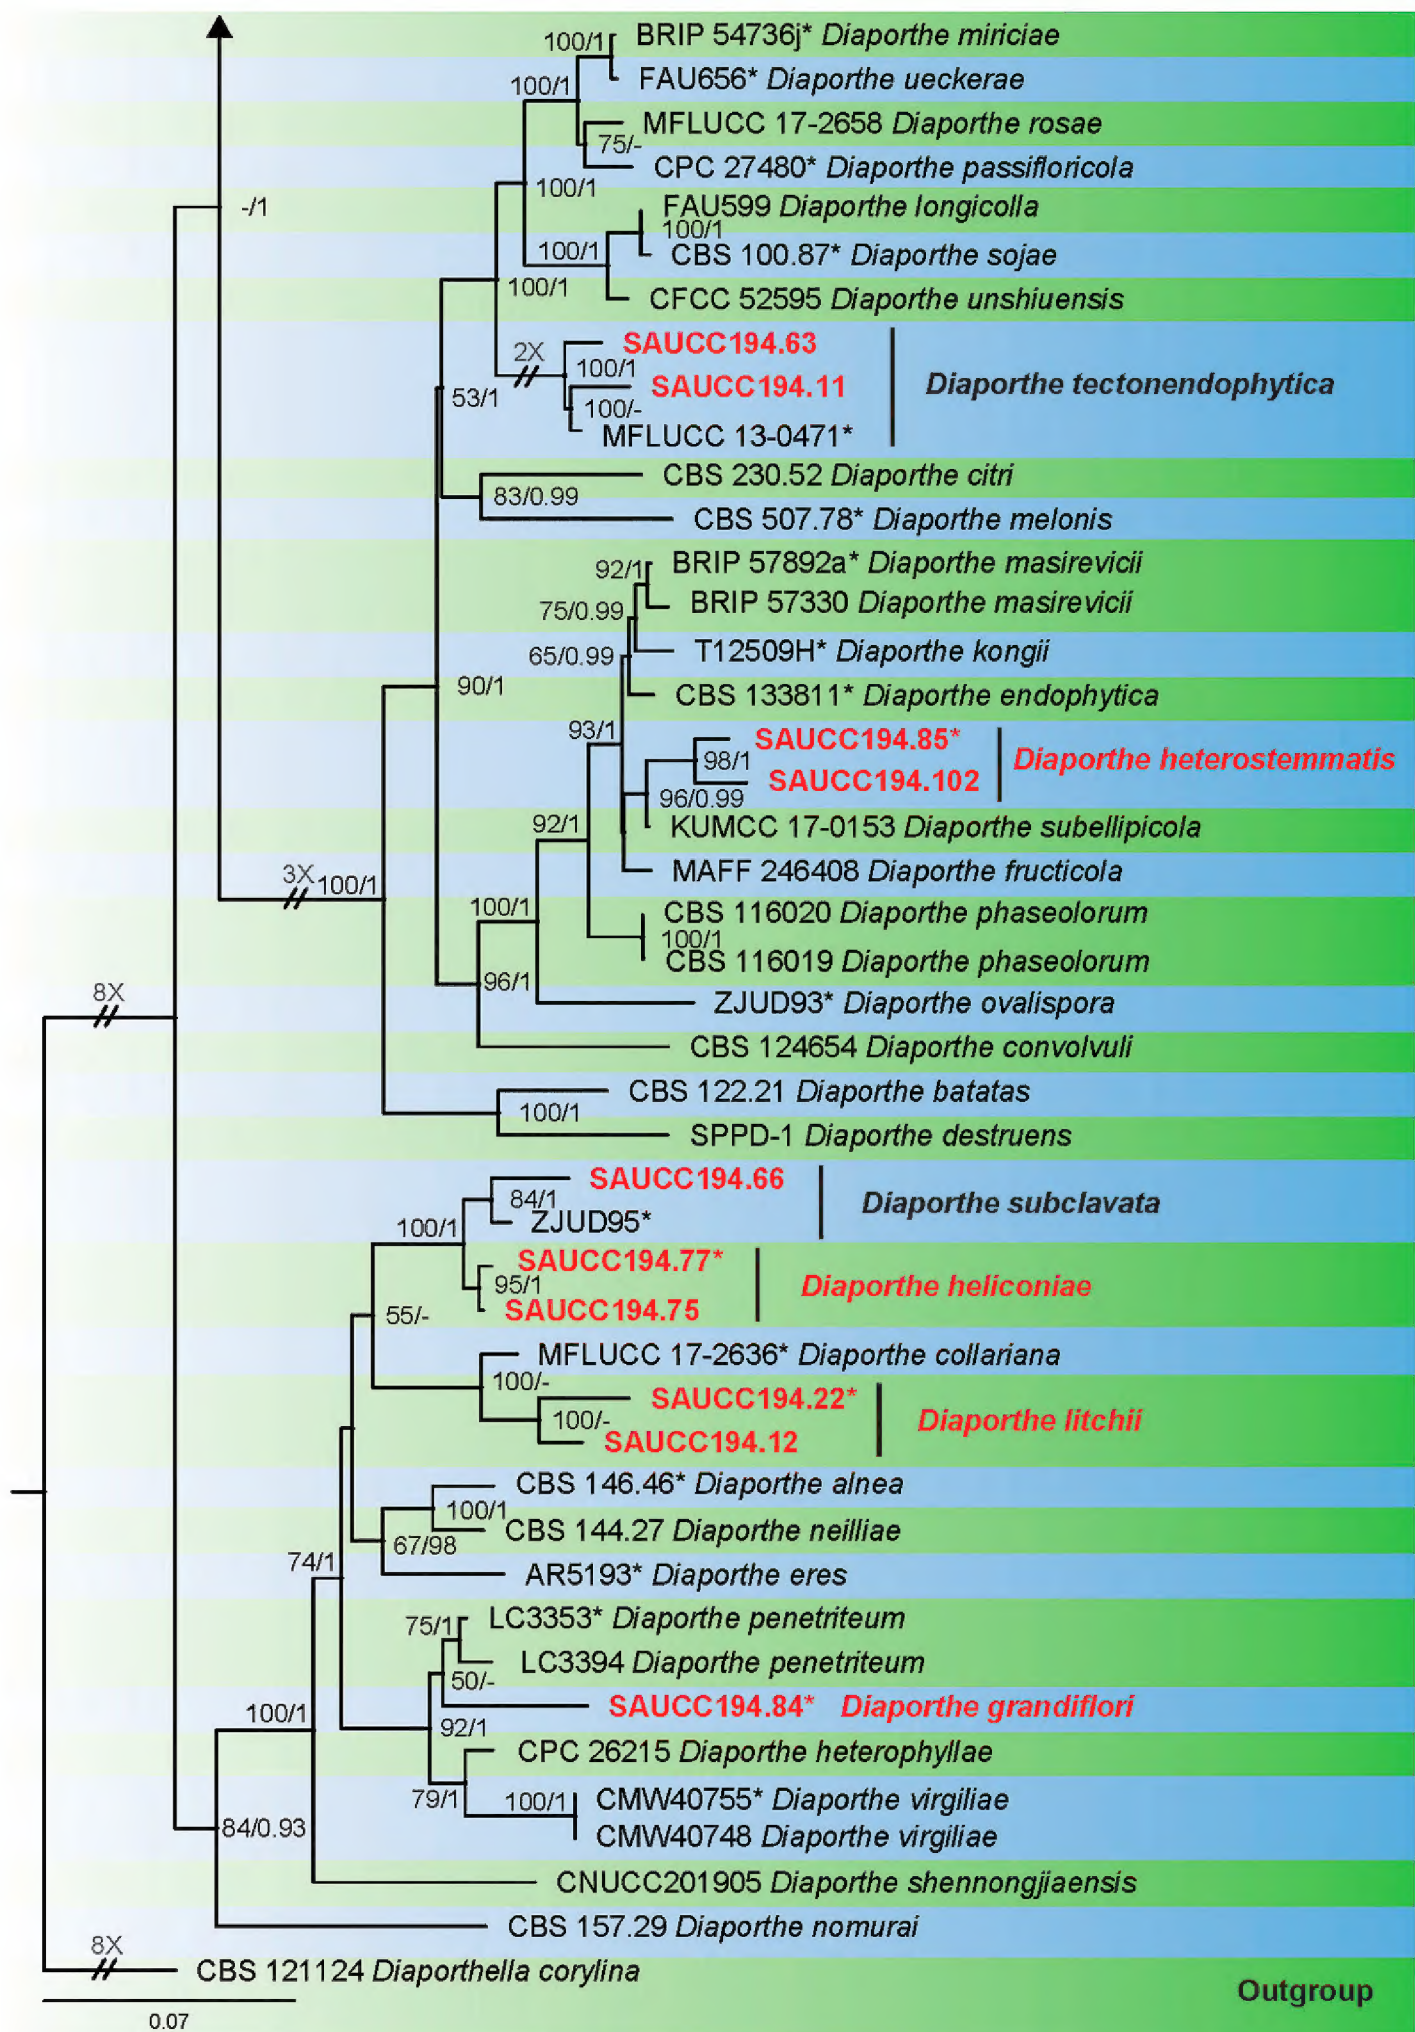 100/1 BRIP 54736j* Diaporthe miriciae
FAU656* Diaporthe ueckerae
100/1
MFLUCC 17-2658 Diaporthe rosae
75/-
CPC 27480* Diaporthe passifloricola
100/1
-/1
FAU599 Diaporthe longicolla
100/1
100/1 CBS 100.87* Diaporthe sojae
100/1
CFCC 52595 Diaporthe unshiuensis
SAUCC194.63
2X
100/1
SAUCC194.11
Diaporthe tectonendophytica
53/1
100/-
MFLUCC 13-0471*
CBS 230.52 Diaporthe citri
83/0.99
CBS 507.78* Diaporthe melonis
92/1 BRIP 57892a* Diaporthe masirevicii
BRIP 57330 Diaporthe masirevicii
75/0.99
T12509H* Diaporthe kongii
65/0.99
90/1
CBS 133811* Diaporthe endophytica
93/1
SAUCC194.85*
98/1
Diaporthe heterostemmatis
SAUCC194.102
96/0.99
92/1
KUMCC 17-0153 Diaporthe subellipicola
MAFF 246408 Diaporthe fructicola
3X 100/1
100/1
CBS 116020 Diaporthe phaseolorum
100/1
CBS 116019 Diaporthe phaseolorum
96/1
8X
ZJUD93* Diaporthe ovalispora
CBS 124654 Diaporthe convolvuli
CBS 122.21 Diaporthe batatas
100/1
SPPD-1 Diaporthe destruens
SAUCC194.66
84/1
Diaporthe subclavata
100/1
ZJUD95*
SAUCC194.77*
95/1
Diaporthe heliconiae
SAUCC194.75
55/-
MFLUCC 17-2636* Diaporthe collariana
100/-
SAUCC194.22*
100/-
Diaporthe litchii
SAUCC194.12
CBS 146.46* Diaporthe alnea
100/1
CBS 144.27 Diaporthe neilliae
67/98
74/1
AR5193* Diaporthe eres
75/1 LC3353* Diaporthe penetriteum
LC3394 Diaporthe penetriteum
50/-
SAUCC194.84* Diaporthe grandiflori
100/1
92/1
CPC 26215 Diaporthe heterophyllae
79/1
100/1 CMW40755* Diaporthe virgiliae
84/0.93
CMW40748 Diaporthe virgiliae
CNUCC201905 Diaporthe shennongjiaensis
CBS 157.29 Diaporthe nomurai
8X
CBS 121124 Diaporthella corylina
Outgroup
0.07